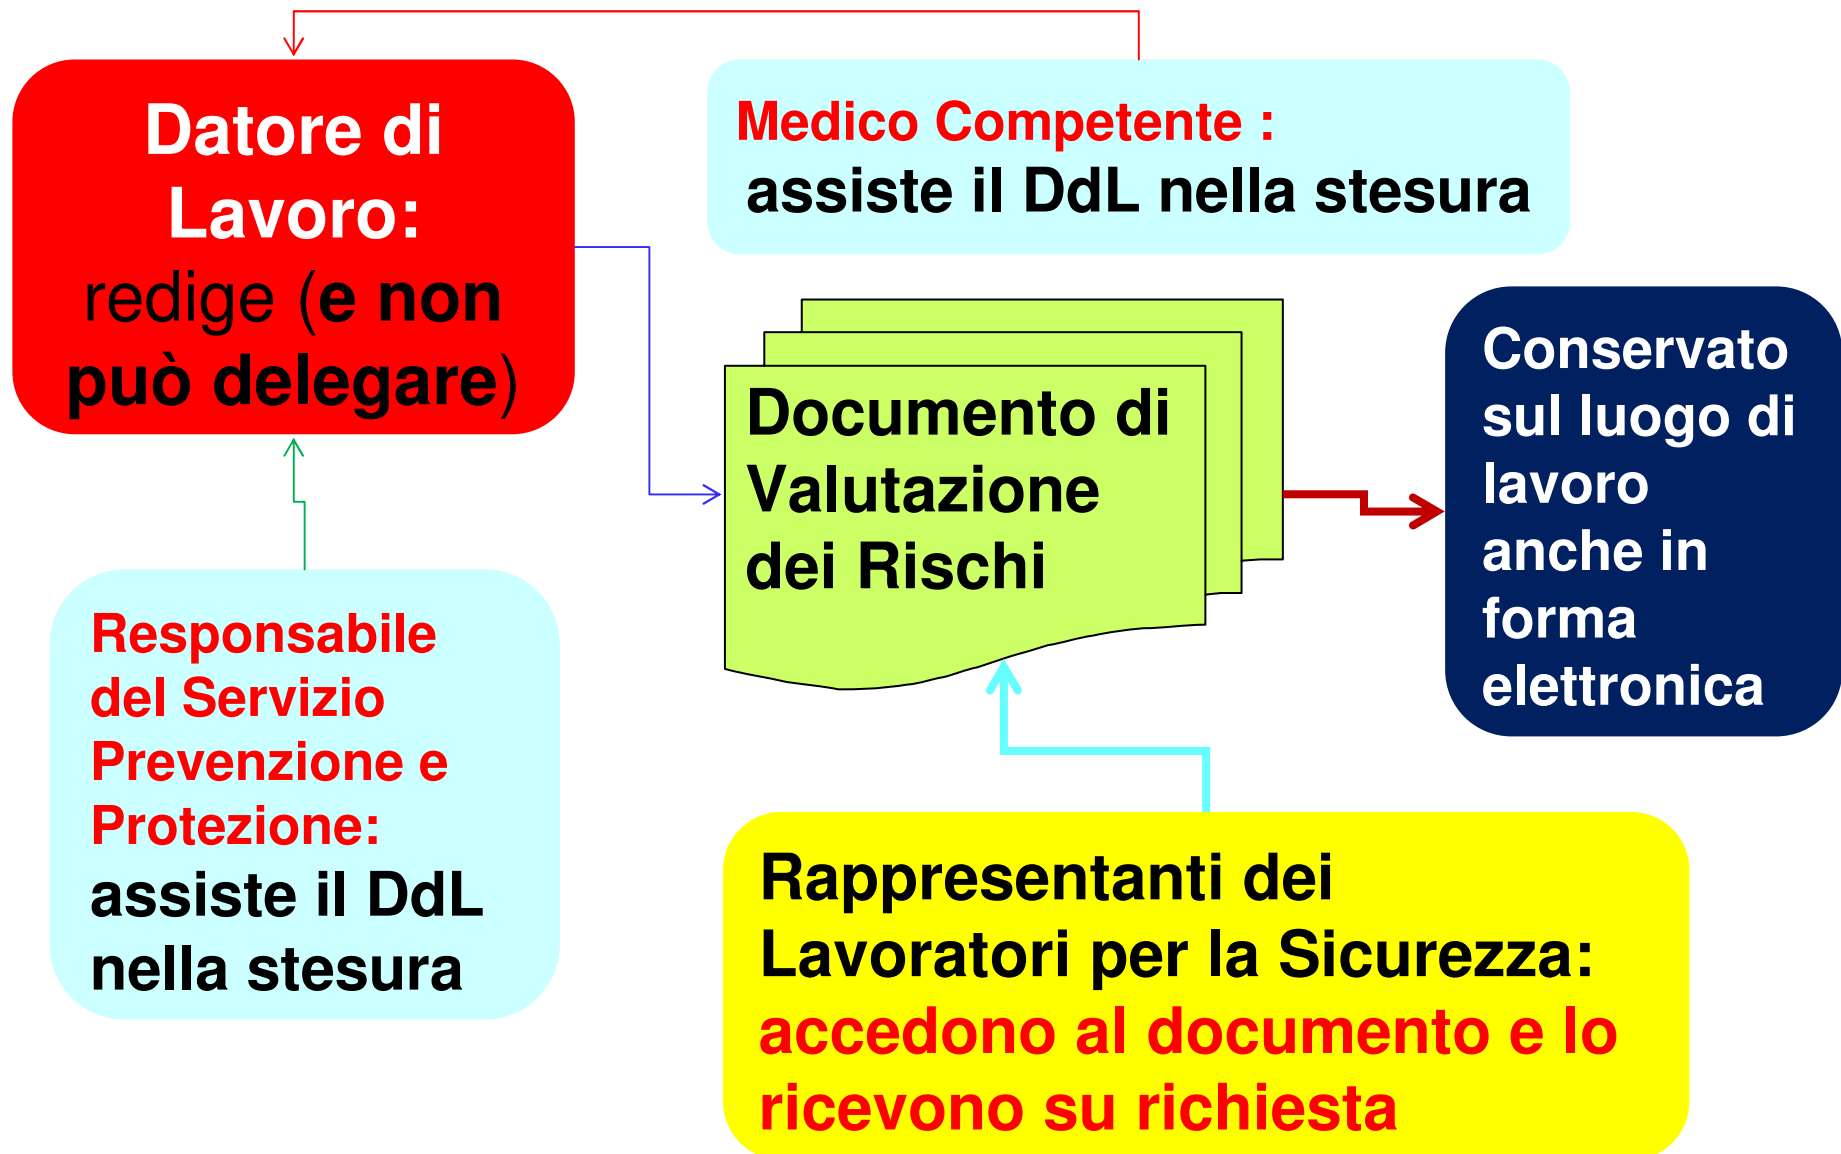 Datore di
Lavoro:
redige (e non
può delegare)
Medico Competente :
assiste il DdL nella stesura
Documento di
Valutazione
dei Rischi
Conservato
sul luogo di
lavoro
anche in
forma
elettronica
Responsabile
del Servizio
Prevenzione e
Protezione:
assiste il DdL
nella stesura
Rappresentanti dei
Lavoratori per la Sicurezza:
accedono al documento e lo
ricevono su richiesta